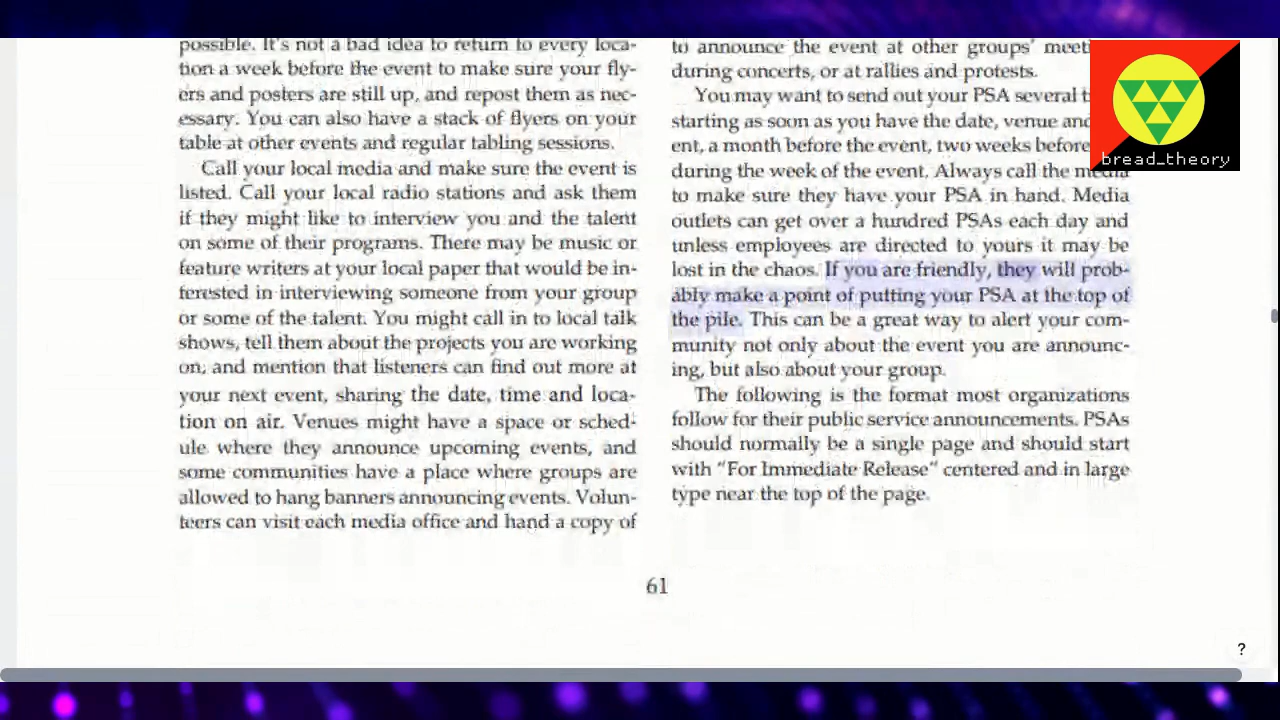 possible. It's not a bad idea to return to every loca-
tion a week before the event to make sure your fly-
ers and posters are still up, and repost them as nec-
essary. You can also have a stack of flyers on your
table at other events and regular tabling sessions.
Call your local media and make sure the event is
listed. Call your local radio stations and ask them
if they might like to interview you and the talent
on some of their programs. There may be music or
feature writers at your local paper that would be in-
terested in interviewing someone from your group
or some of the talent. You might call in to local talk
shows, tell them about the projects you are working
on, and mention that listeners can find out more at
your next event, sharing the date, time and loca-
tion on air. Venues might have a space or sched-
ule where they announce upcoming events, and
some communities have a place where groups are
allowed to hang banners announcing events. Volun-
teers can visit each media office and hand a copy of
to announce the event at other groups'
during concerts, or at rallies and protests.
You may want to send out your PSA several
starting as soon as you have the date, venue
ent, a month before the event, two weeks before
during the week of the event, Always call the media
to make sure they have your PSA in hand. Media
outlets can get over a hundred PSAs each day and
unless employees are directed to yours it may be
lost in the chaos. If you are friendly, they will prob-
ably make a point of putting your PSA at the top of
the pile. This can be a great way to alert your com-
munity not only about the event you are announc-
ing, but also about your group.
The following is the format most organizations
follow for their public service announcements. PSAs
should normally be a single page and should start
with "For Immediate Release" centered and in large
type near the top of the page.
61
bread_theory
?